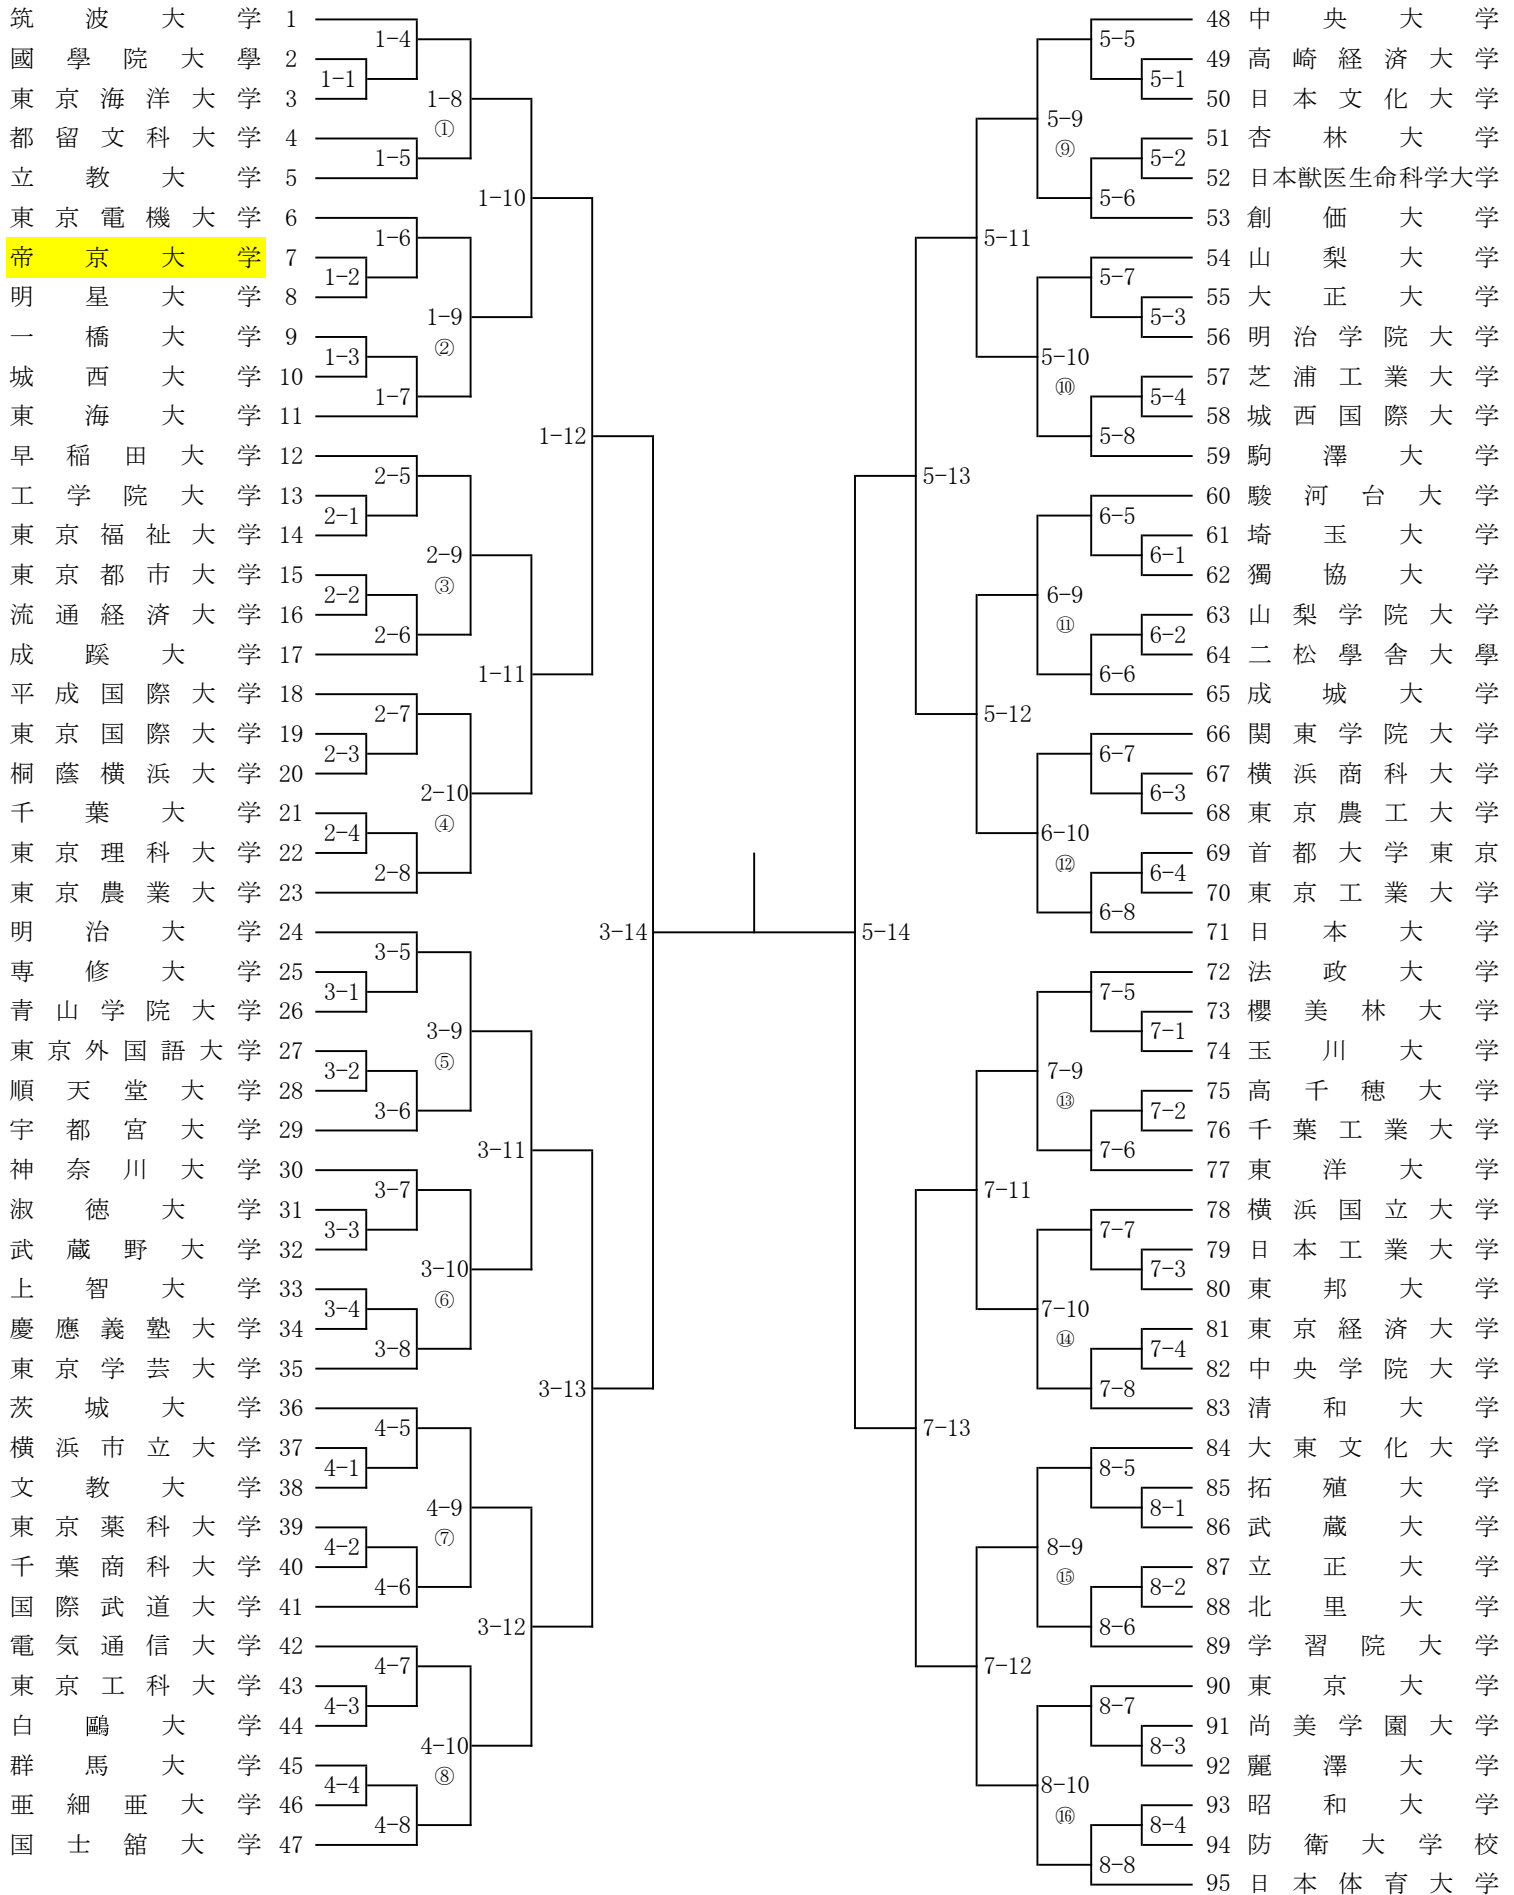 筑波大学 1
國學院大學 2
東京海洋大学 3
都留文科大学 4
立教大学 5
東京電機大学 6
帝京大学 7
明星大学 8
一橋大学 9
城西大学 10
東海大学 11
早稲田大学 12
工学院大学 13
東京福祉大学 14
東京都市大学 15
流通経済大学 16
成蹊大学 17
平成国際大学 18
東京国際大学 19
桐蔭横浜大学 20
千葉大学 21
東京理科大学 22
東京農業大学 23
明治大学 24
専修大学 25
青山学院大学 26
東京外国語大学 27
順天堂大学 28
宇都宮大学 29
神奈川大学 30
淑徳大学 31
武蔵野大学 32
上智大学 33
慶應義塾大学 34
東京学芸大学 35
茨城大学 36
横浜市立大学 37
文教大学 38
東京薬科大学 39
千葉商科大学 40
国際武道大学 41
電気通信大学 42
東京工科大学 43
白鷗大学 44
群馬大学 45
亜細亜大学 46
国士舘大学 47
1-1
1-2
1-3
2-1
2-2
2-3
2-4
3-1
3-2
3-3
3-4
4-1
4-2
4-3
4-4
1-4
1-5
1-6
1-7
2-5
2-6
2-7
2-8
3-5
3-6
3-7
3-8
4-5
4-6
4-7
4-8
1-8
①
1-9
②
2-9
③
2-10
④
3-9
⑤
3-10
⑥
4-9
⑦
4-10
⑧
1-10
1-11
3-11
3-12
1-12
3-13
3-14
5-14
5-13
7-13
5-11
5-12
7-11
7-12
5-9
⑨
5-10
⑩
6-9
⑪
6-10
⑫
7-9
⑬
7-10
⑭
8-9
⑮
8-10
⑯
5-5
5-6
5-7
5-8
6-5
6-6
6-7
6-8
7-5
7-6
7-7
7-8
8-5
8-6
8-7
8-8
5-1
5-2
5-3
5-4
6-1
6-2
6-3
6-4
7-1
7-2
7-3
7-4
8-1
8-2
8-3
8-4
48 中央大学
49 高崎経済大学
50 日本文化大学
51 杏林大学
52 日本獣医生命科学大学
53 創価大学
54 山梨大学
55 大正大学
56 明治学院大学
57 芝浦工業大学
58 城西国際大学
59 駒澤大学
60 駿河台大学
61 埼玉大学
62 獨協大学
63 山梨学院大学
64 二松學舎大學
65 成城大学
66 関東学院大学
67 横浜商科大学
68 東京農工大学
69 首都大学東京
70 東京工業大学
71 日本大学
72 法政大学
73 櫻美林大学
74 玉川大学
75 高千穂大学
76 千葉工業大学
77 東洋大学
78 横浜国立大学
79 日本工業大学
80 東邦大学
81 東京経済大学
82 中央学院大学
83 清和大学
84 大東文化大学
85 拓殖大学
86 武蔵大学
87 立正大学
88 北里大学
89 学習院大学
90 東京大学
91 尚美学園大学
92 麗澤大学
93 昭和大学
94 防衛大学校
95 日本体育大学